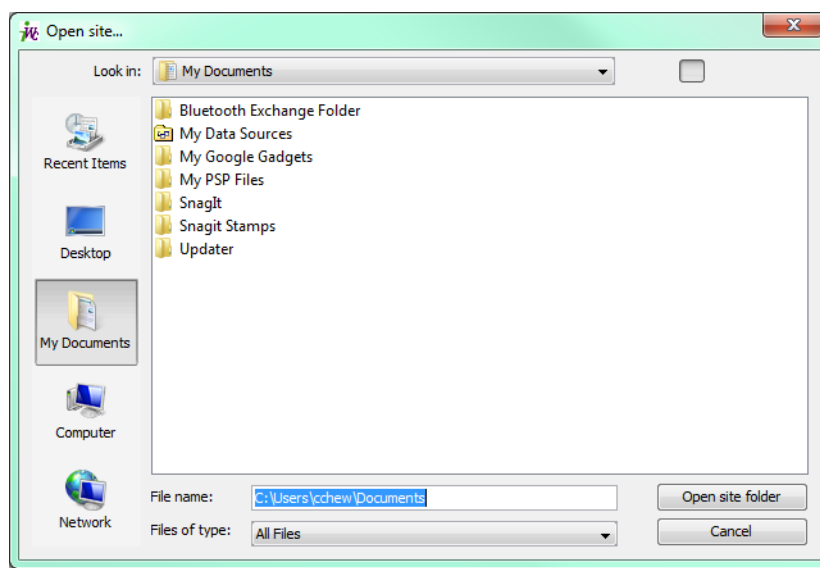 Open site...
Look in: My Documents
Recent Items
Desktop
My Documents
Computer
Network
Bluetooth Exchange Folder
My Data Sources
My Google Gadgets
My PSP Files
SnagIt
Snagit Stamps
Updater
File name: C:\Users\cchew\Documents Open site folder
Files of type: All Files Cancel